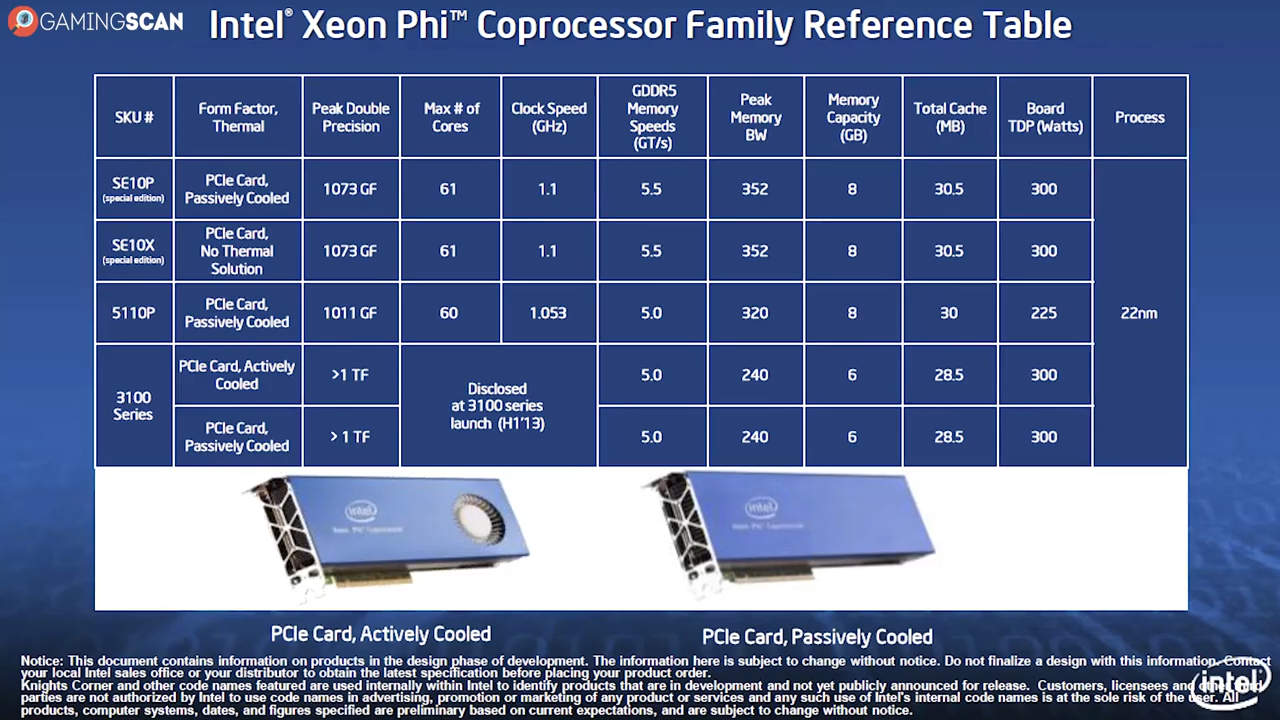 GAMINGSCAN
Intel® Xeon Phi™ Coprocessor Family Reference Table
SKU #
Form Factor,
Thermal
Peak Double
Precision
Max # of
Cores
Clock Speed
(GHz)
GDDR5
Memory
Speeds
(GT/s)
Peak
Memory
BW
Memory
Capacity
(GB)
Total Cache
(MB)
Board
TDP (Watts)
Process
SE10P
(special edition)
PCIe Card,
Passively Cooled
1073 GF
61
1.1
5.5
352
8
30.5
300
SE10X
(special edition)
PCIe Card,
No Thermal
Solution
1073 GF
61
1.1
5.5
352
8
30.5
300
5110P
PCIe Card,
Passively Cooled
1011 GF
60
1.053
5.0
320
8
30
225
22nm
3100
Series
PCIe Card, Actively
Cooled
>1 TF
Disclosed
at 3100 series
launch (H1'13)
5.0
240
6
28.5
300
PCIe Card,
Passively Cooled
> 1 TF
5.0
240
6
28.5
300
intel
Xeon Phi™ Coprocessor
intel
Xeon Phi™ Coprocessor
PCIe Card, Actively Cooled
PCIe Card, Passively Cooled
Notice: This document contains information on products in the design phase of development. The information here is subject to change without notice. Do not finalize a design with this information. Contact
your local Intel sales office or your distributor to obtain the latest specification before placing your product order.
Knights Corner and other code names featured are used internally within Intel to identify products that are in development and not yet publicly announced for release. Customers, licensees and other third
parties are not authorized by Intel to use code names in advertising, promotion or marketing of any product or services and any such use of Intel's internal code names is at the sole risk of the user. All
products, computer systems, dates, and figures specified are preliminary based on current expectations, and are subject to change without notice.
intel